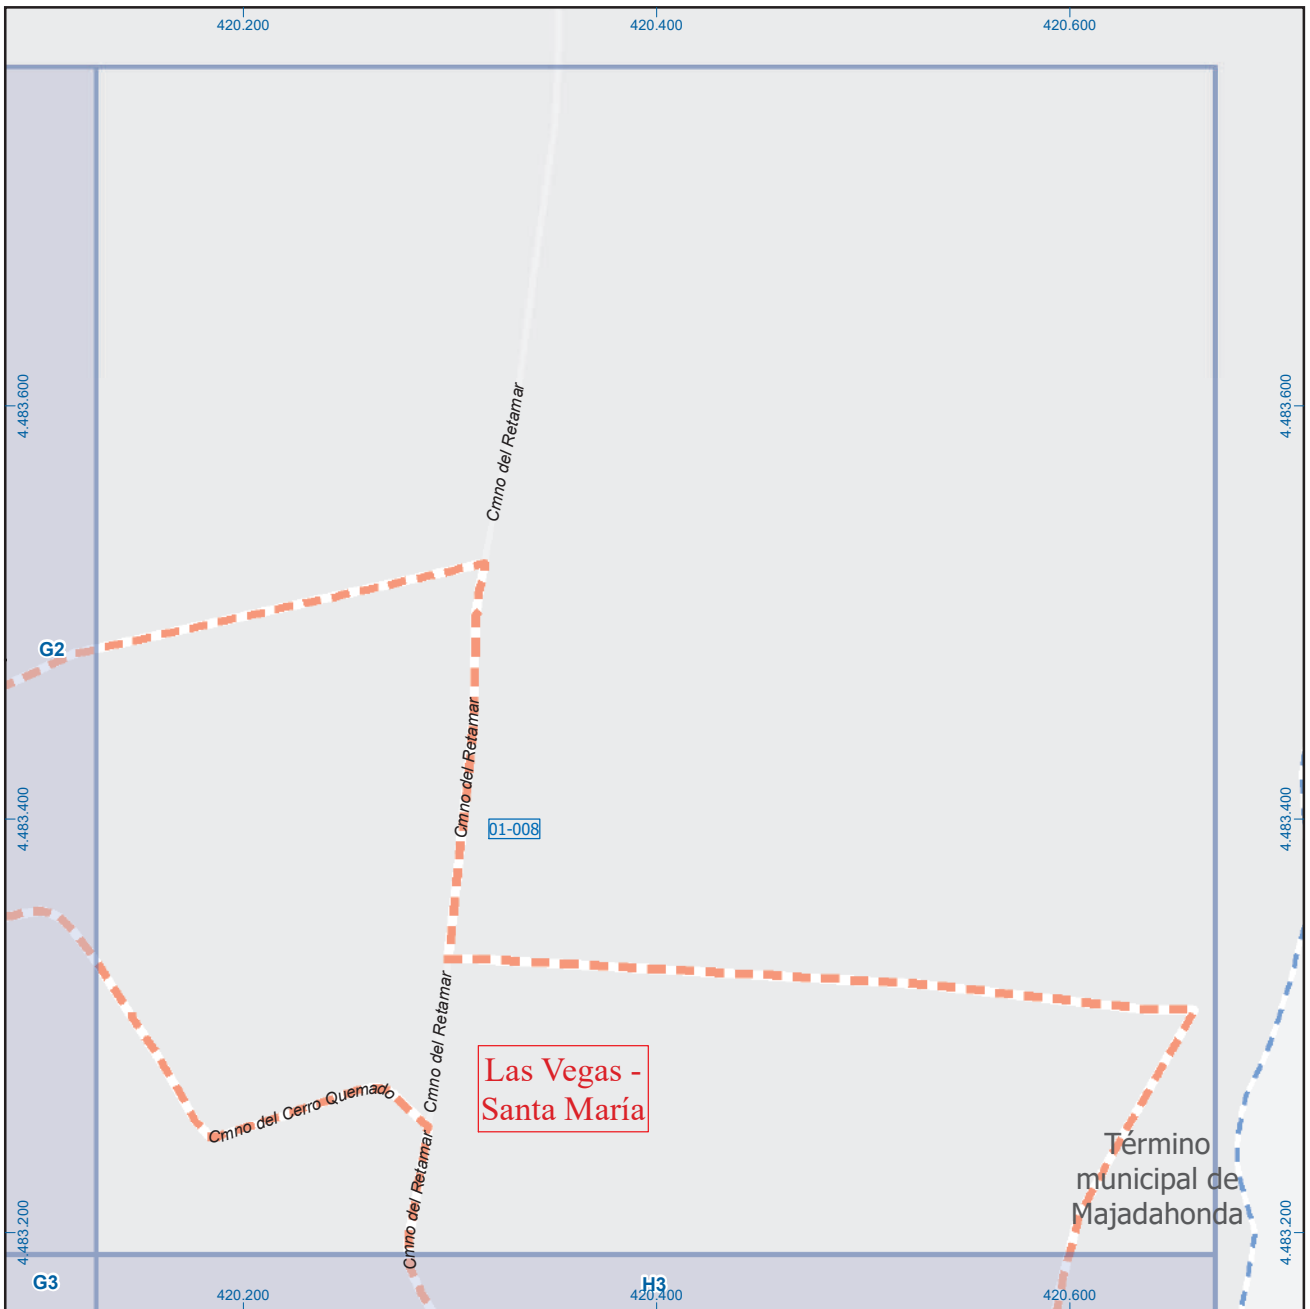 420.200
420.400
420.600
4.483.600
4.483.600
Cmno del Retamar
G2
Cmno del Retamar
4.483.400
01-008
4.483.400
Cmno del Retamar
Las Vegas -
Santa María
Cmno del Cerro Quemado
Término
municipal de
Majadahonda
Cmno del Retamar
4.483.200
4.483.200
G3
H3
420.200
420.400
420.600